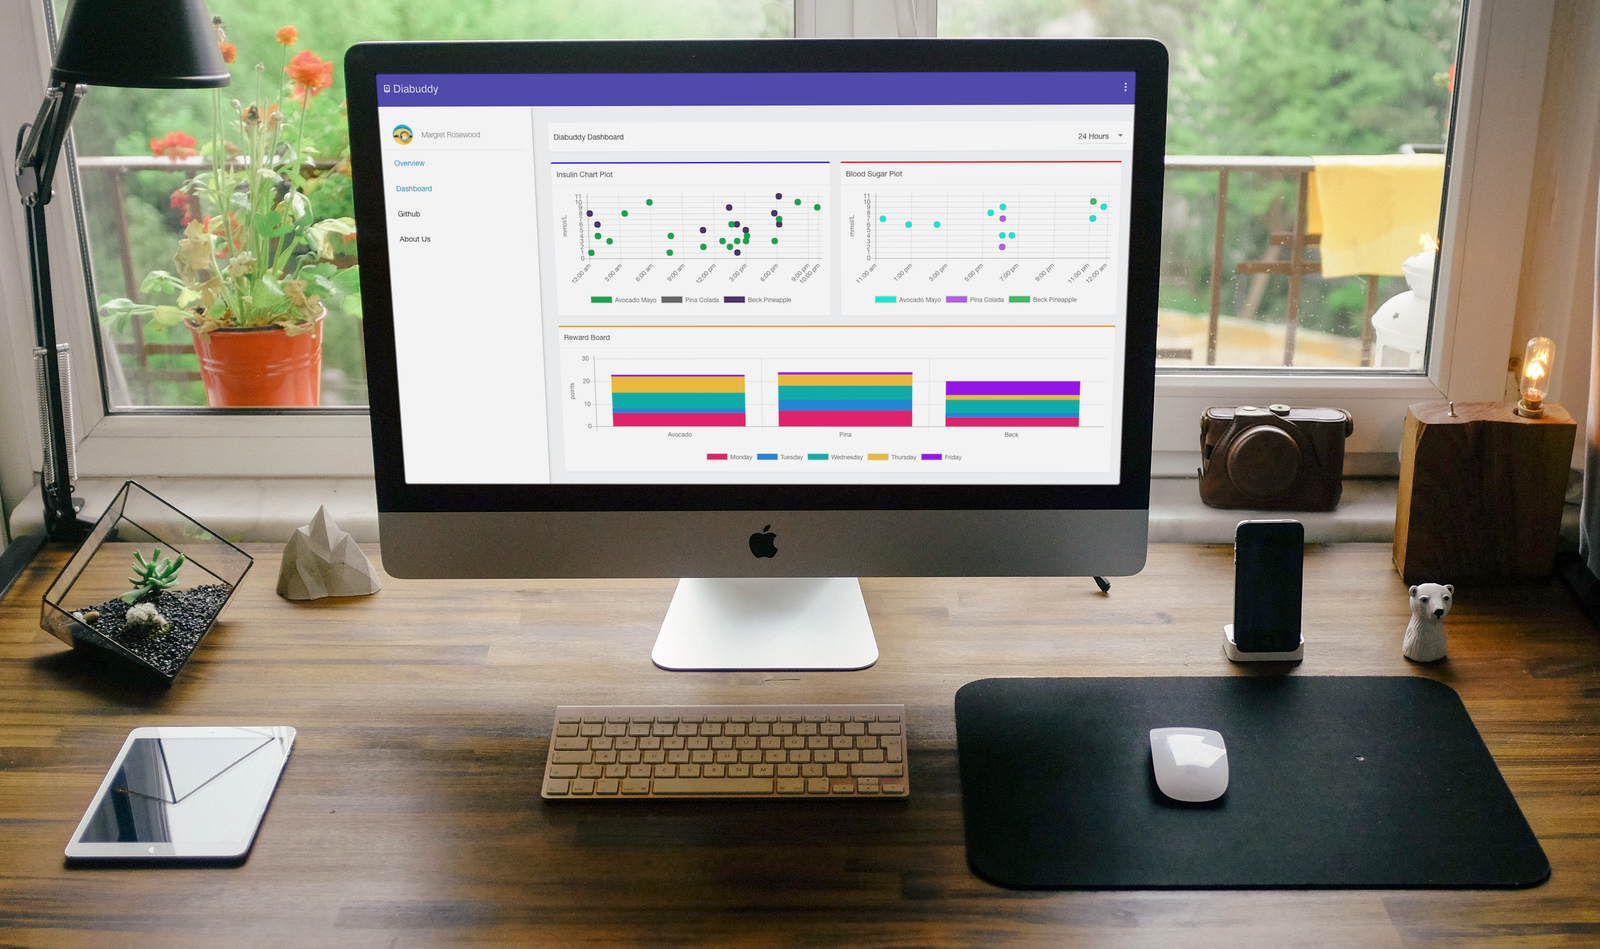 Diabuddy
Margret Rosewood
Overview
Dashboard
Github
About Us
Diabuddy Dashboard
24 Hours
Insulin Chart Plot
mmol/L
11
10
9
8
7
6
5
4
3
2
1
0
12:00 am
3:00 am
6:00 am
9:00 am
12:00 pm
3:00 pm
6:00 pm
9:00 pm
10:00 pm
Avocado Mayo Pina Colada Beck Pineapple
Blood Sugar Plot
mmol/L
11
10
9
8
7
6
5
4
3
2
1
0
11:00 am
1:00 pm
3:00 pm
5:00 pm
7:00 pm
9:00 pm
11:00 pm
12:00 am
Avocado Mayo Pina Colada Beck Pineapple
Reward Board
points
30
20
10
0
Avocado Pina Beck
Monday Tuesday Wednesday Thursday Friday